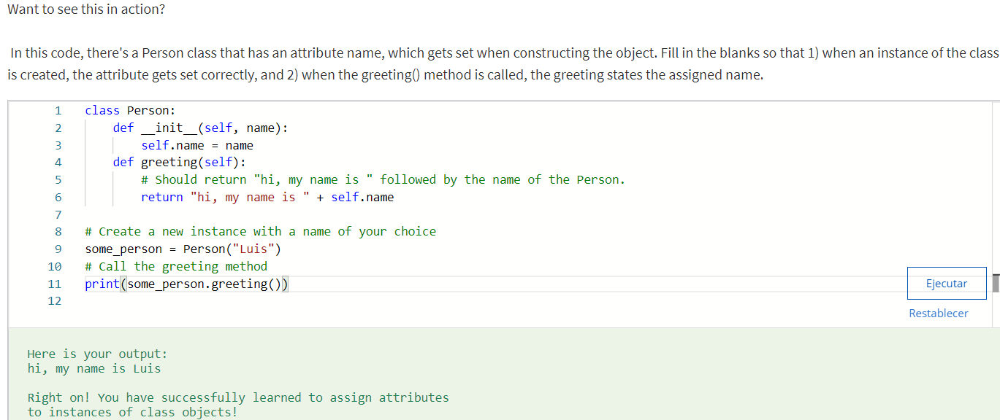 Want to see this in action?
In this code, there's a Person class that has an attribute name, which gets set when constructing the object. Fill in the blanks so that 1) when an instance of the class
is created, the attribute gets set correctly, and 2) when the greeting() method is called, the greeting states the assigned name.
1 class Person:
2 def __init__(self, name):
3 self.name = name
4 def greeting(self):
5 # Should return "hi, my name is " followed by the name of the Person.
6 return "hi, my name is " + self.name
7
8 # Create a new instance with a name of your choice
9 some_person = Person("Luis")
10 # Call the greeting method
11 print(some_person.greeting())
12
Ejecutar
Restablecer
Here is your output:
hi, my name is Luis
Right on! You have successfully learned to assign attributes
to instances of class objects!